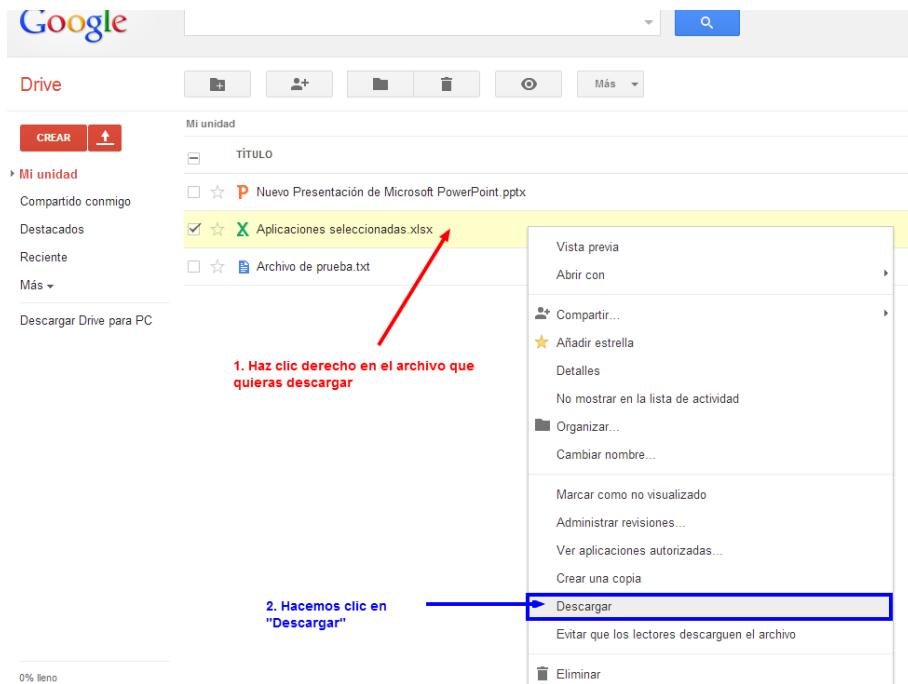 Google
Drive
Más
CREAR
Mi unidad
Compartido conmigo
Destacados
Reciente
Más
Descargar Drive para PC
0% lleno
Mi unidad
TÍTULO
Nuevo Presentación de Microsoft PowerPoint.pptx
Aplicaciones seleccionadas.xlsx
Archivo de prueba.txt
1. Haz clic derecho en el archivo que
quieras descargar
2. Hacemos clic en
"Descargar"
Vista previa
Abrir con
Compartir...
Añadir estrella
Detalles
No mostrar en la lista de actividad
Organizar...
Cambiar nombre...
Marcar como no visualizado
Administrar revisiones...
Ver aplicaciones autorizadas...
Crear una copia
Descargar
Evitar que los lectores descarguen el archivo
Eliminar